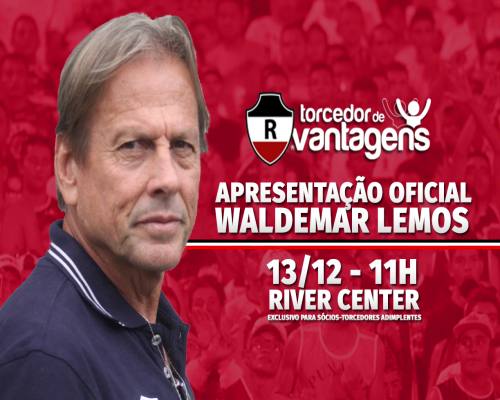 R
torcedor de
vantagens
APRESENTAÇÃO OFICIAL
WALDEMAR LEMOS
13/12 - 11H
RIVER CENTER
EXCLUSIVO PARA SÓCIOS-TORCEDORES ADIMPLENTES